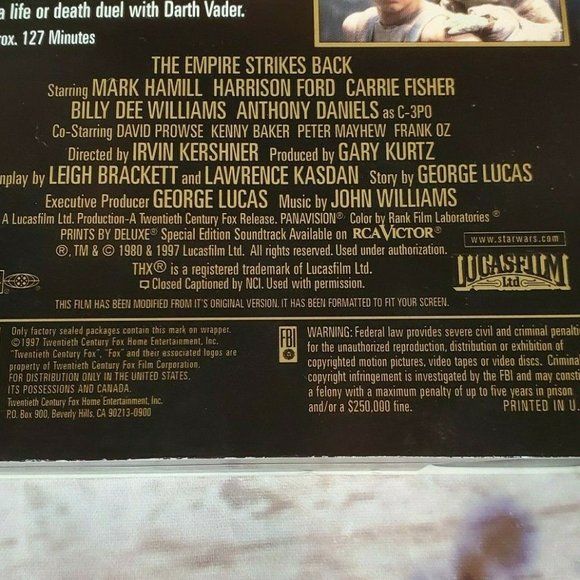 a life or death duel with Darth Vader.
127 Minutes
THE EMPIRE STRIKES BACK
Starring MARK HAMILL HARRISON FORD CARRIE FISHER
BILLY DEE WILLIAMS ANTHONY DANIELS as C-3PO
Co-Starring DAVID PROWSE KENNY BAKER PETER MAYHEW FRANK OZ
Directed by IRVIN KERSHNER Produced by GARY KURTZ
nplay by LEIGH BRACKETT and LAWRENCE KASDAN Story by GEORGE LUCAS
Executive Producer GEORGE LUCAS Music by JOHN WILLIAMS
A Lucasfilm Ltd. Production-A Twentieth Century Fox Release. PANAVISION® Color by Rank Film Laboratories ®
PRINTS BY DELUXE® Special Edition Soundtrack Available on RCA VICTOR®
®, TM & © 1980 & 1997 Lucasfilm Ltd. All rights reserved. Used under authorization.
THX® is a registered trademark of Lucasfilm Ltd.
Closed Captioned by NCI. Used with permission.
THIS FILM HAS BEEN MODIFIED FROM IT'S ORIGINAL VERSION. IT HAS BEEN FORMATTED TO FIT YOUR SCREEN.
www.starwars.com
LUCASFILM
Ltd
Only factory sealed packages contain this mark on wrapper.
©1997 Twentieth Century Fox Home Entertainment, Inc.
"Twentieth Century Fox", "Fox" and their associated logos are
property of Twentieth Century Fox Film Corporation.
FOR DISTRIBUTION ONLY IN THE UNITED STATES,
ITS POSSESSIONS AND CANADA.
Twentieth Century Fox Home Entertainment, Inc.
P.O. Box 900, Beverly Hills, CA 90213-0900
FBI
WARNING: Federal law provides severe civil and criminal penalti
for the unauthorized reproduction, distribution or exhibition of
copyrighted motion pictures, video tapes or video discs. Criminal
copyright infringement is investigated by the FBI and may consti
a felony with a maximum penalty of up to five years in prison
and/or a $250,000 fine.
PRINTED IN U.